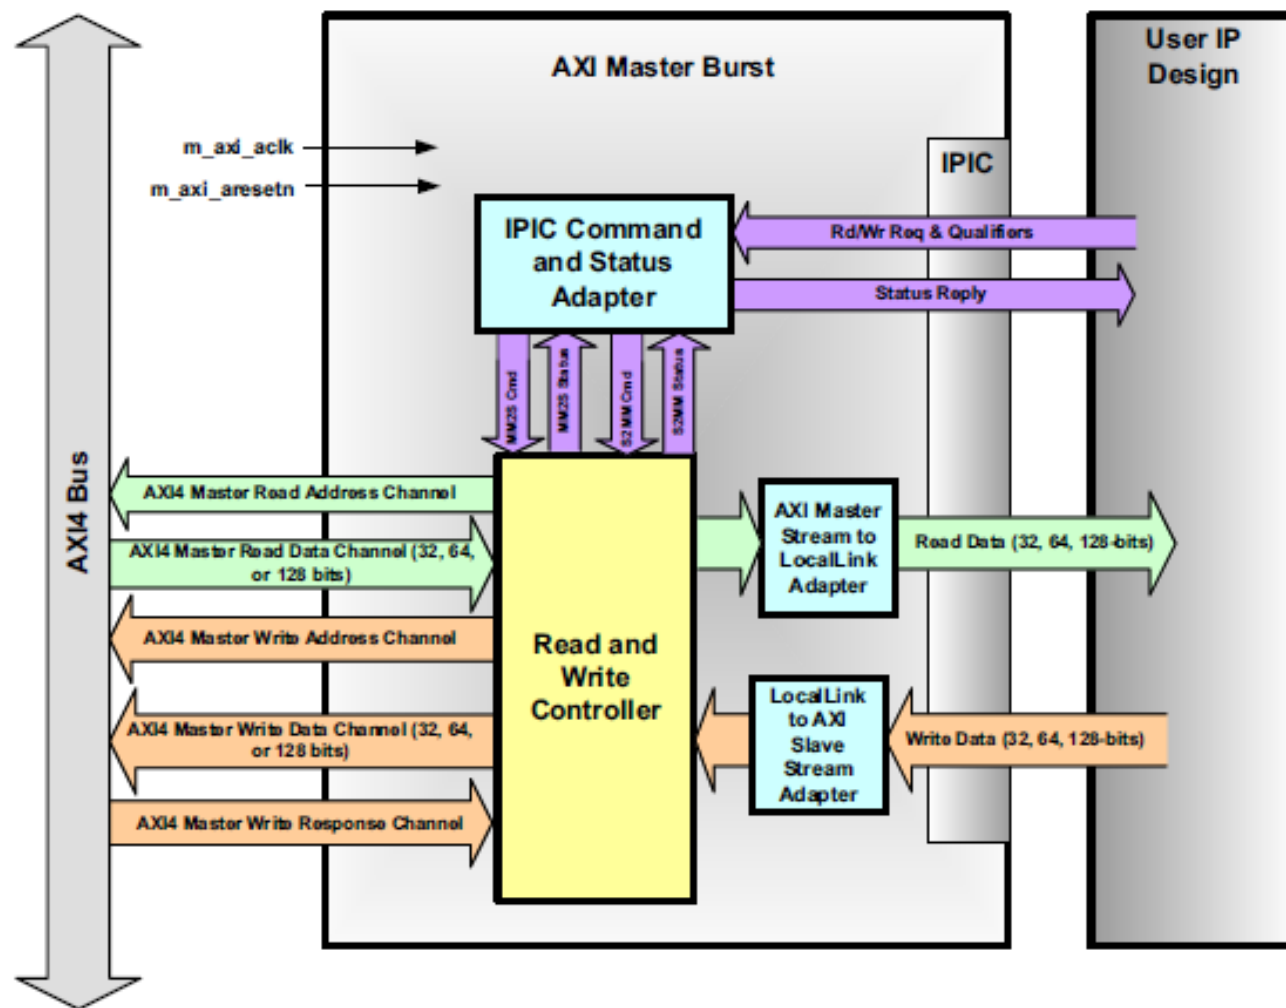 User IP
Design
AXI Master Burst
m_axi_aclk
m_axi_aresetn
IPIC
IPIC Command
and Status
Adapter
Rd/Wr Req & Qualifiers
Status Reply
MM2S Cmd
MM2S Status
S2MM Cmd
S2MM Status
AXI4 Bus
AXI4 Master Read Address Channel
AXI4 Master Read Data Channel (32, 64,
or 128 bits)
AXI Master
Stream to
LocalLink
Adapter
Read Data (32, 64, 128-bits)
AXI4 Master Write Address Channel
Read and
Write
Controller
AXI4 Master Write Data Channel (32, 64,
or 128 bits)
LocalLink
to AXI
Slave
Stream
Adapter
Write Data (32, 64, 128-bits)
AXI4 Master Write Response Channel